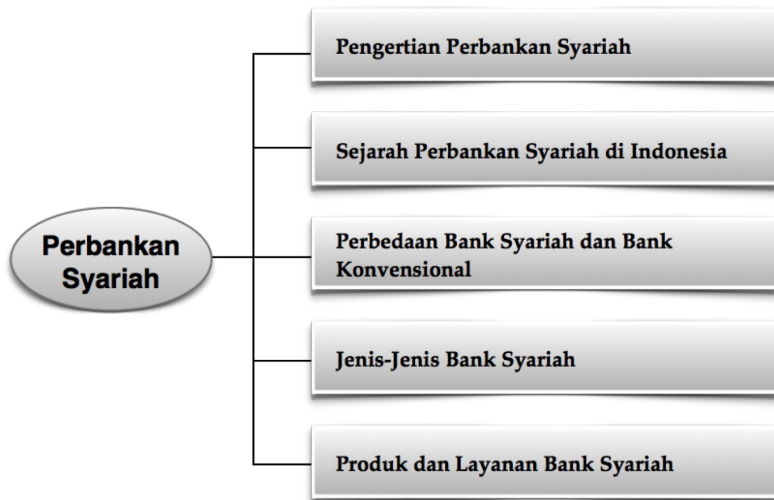 Pengertian Perbankan Syariah
Sejarah Perbankan Syariah di Indonesia
Perbankan
Syariah
Perbedaan Bank Syariah dan Bank
Konvensional
Jenis-Jenis Bank Syariah
Produk dan Layanan Bank Syariah